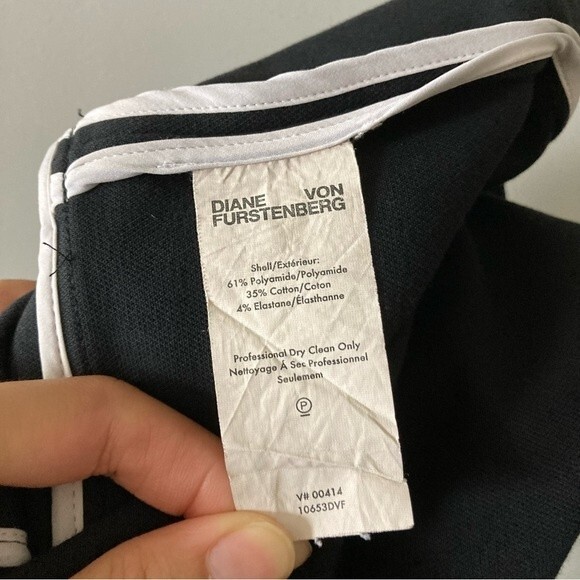 DIANE VON
FURSTENBERG
Shell/Extérieur:
61% Polyamide/Polyamide
35% Cotton/Coton
4% Elastane/Élasthanne
Professional Dry Clean Only
Nettoyage À Sec Professionnel
Seulement
P
V# 00414
10653DVF